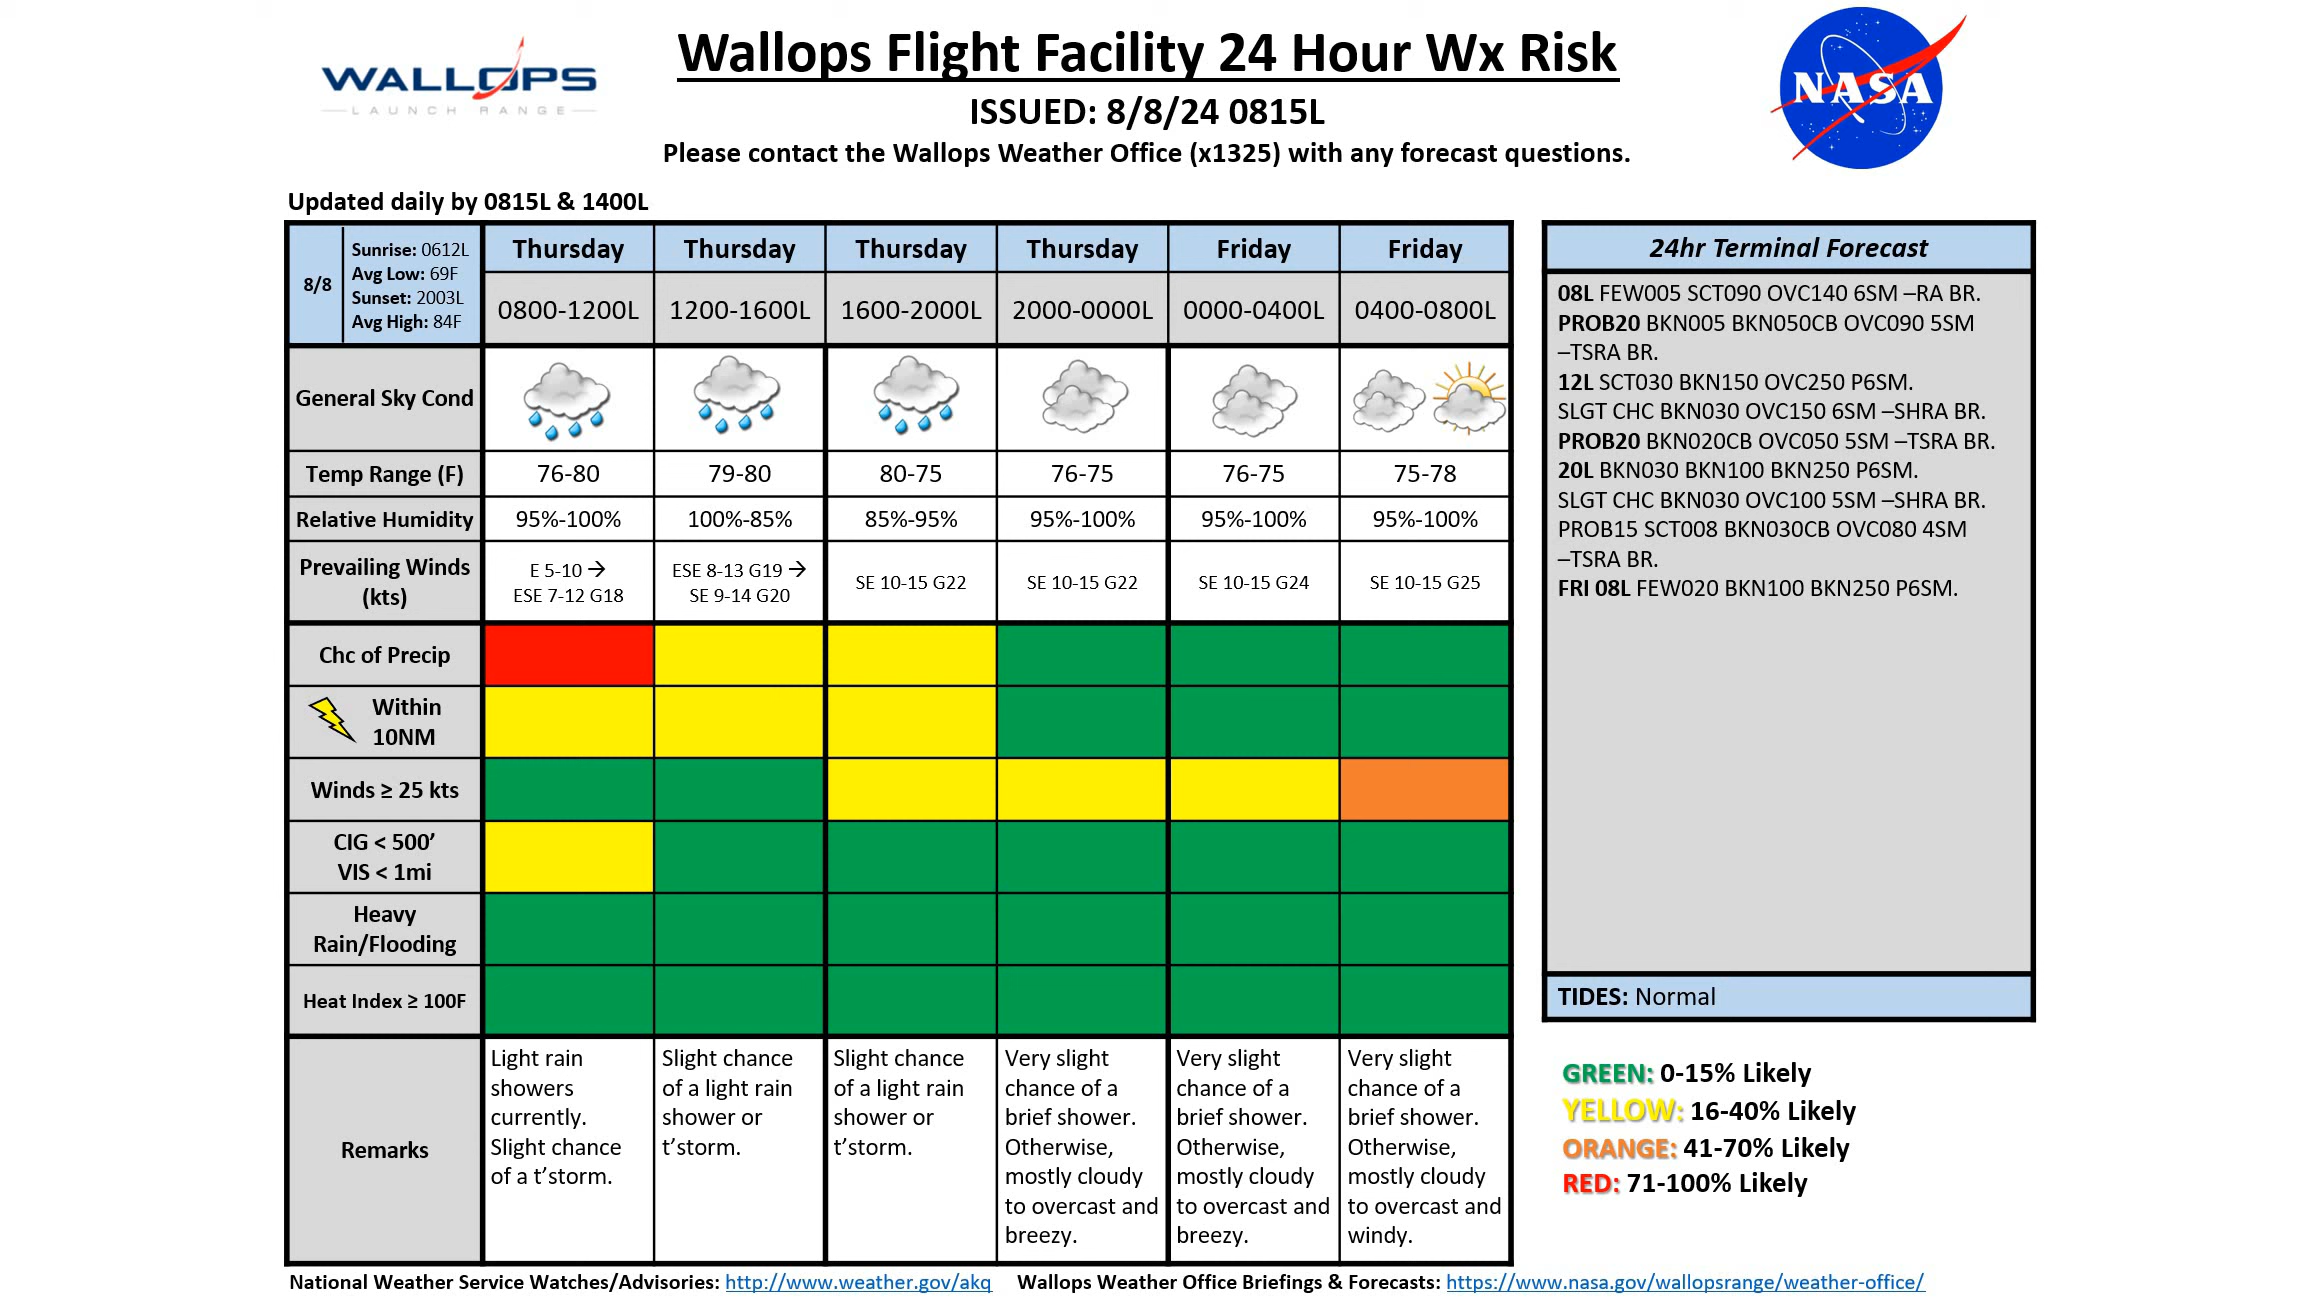 WALLOPS
LAUNCH RANGE
Wallops Flight Facility 24 Hour Wx Risk
ISSUED: 8/8/24 0815L
Please contact the Wallops Weather Office (x1325) with any forecast questions.
NASA
Updated daily by 0815L & 1400L
8/8
Sunrise: 0612L
Avg Low: 69F
Sunset: 2003L
Avg High: 84F
Thursday Thursday Thursday Thursday Friday Friday
0800-1200L 1200-1600L 1600-2000L 2000-0000L 0000-0400L 0400-0800L
General Sky Cond
Temp Range (F) 76-80 79-80 80-75 76-75 76-75 75-78
Relative Humidity 95%-100% 100%-85% 85%-95% 95%-100% 95%-100% 95%-100%
Prevailing Winds
(kts)
E 5-10 →
ESE 7-12 G18
ESE 8-13 G19 →
SE 9-14 G20
SE 10-15 G22
SE 10-15 G22
SE 10-15 G24
SE 10-15 G25
Chc of Precip
Within
10NM
Winds ≥ 25 kts
CIG < 500’
VIS < 1mi
Heavy
Rain/Flooding
Heat Index ≥ 100F
Remarks
Light rain
showers
currently.
Slight chance
of a t’storm.
Slight chance
of a light rain
shower or
t’storm.
Slight chance
of a light rain
shower or
t’storm.
Very slight
chance of a
brief shower.
Otherwise,
mostly cloudy
to overcast and
breezy.
Very slight
chance of a
brief shower.
Otherwise,
mostly cloudy
to overcast and
breezy.
Very slight
chance of a
brief shower.
Otherwise,
mostly cloudy
to overcast and
windy.
24hr Terminal Forecast
08L FEW005 SCT090 OVC140 6SM –RA BR.
PROB20 BKN005 BKN050CB OVC090 5SM
–TSRA BR.
12L SCT030 BKN150 OVC250 P6SM.
SLGT CHC BKN030 OVC150 6SM –SHRA BR.
PROB20 BKN020CB OVC050 5SM –TSRA BR.
20L BKN030 BKN100 BKN250 P6SM.
SLGT CHC BKN030 OVC100 5SM –SHRA BR.
PROB15 SCT008 BKN030CB OVC080 4SM
–TSRA BR.
FRI 08L FEW020 BKN100 BKN250 P6SM.
TIDES: Normal
GREEN: 0-15% Likely
YELLOW: 16-40% Likely
ORANGE: 41-70% Likely
RED: 71-100% Likely
National Weather Service Watches/Advisories: http://www.weather.gov/akq Wallops Weather Office Briefings & Forecasts: https://www.nasa.gov/wallopsrange/weather-office/